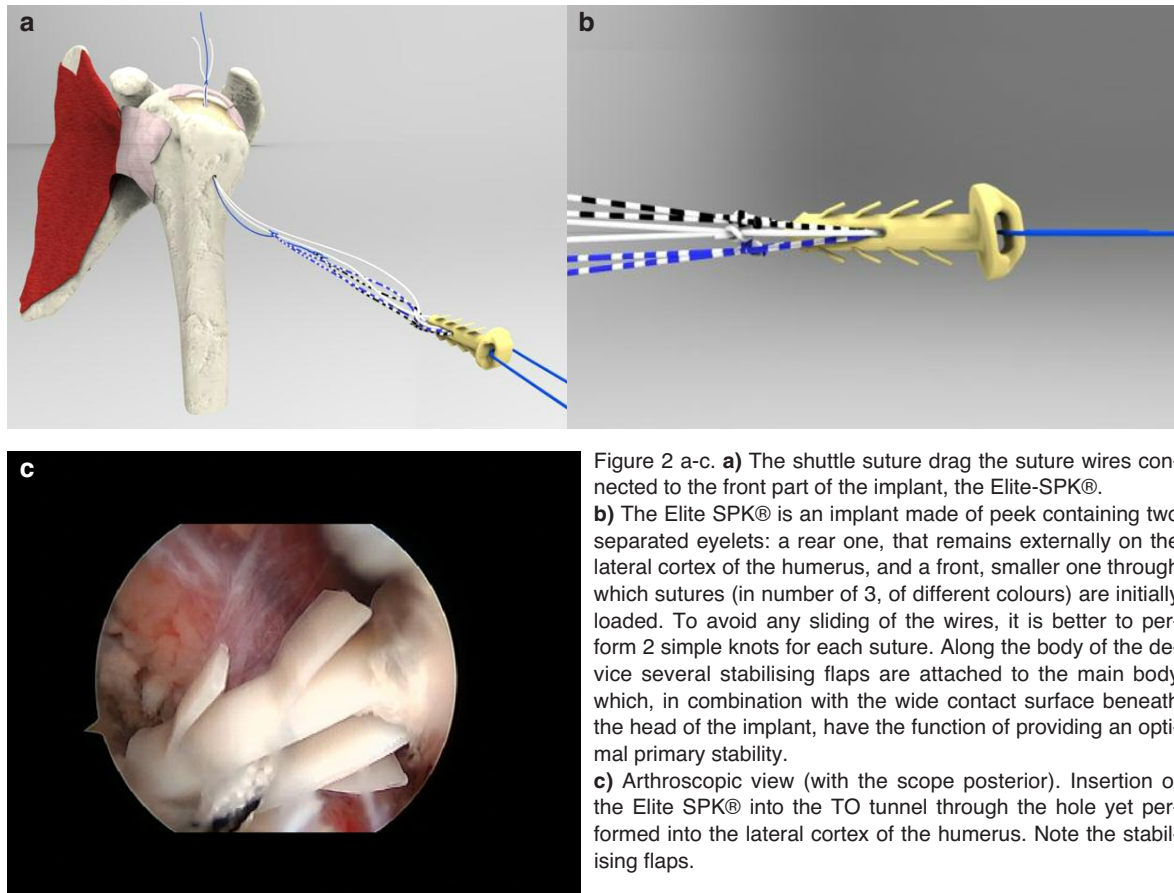 a
b
c
Figure 2 a-c. a) The shuttle suture drag the suture wires con-
nected to the front part of the implant, the Elite-SPK®.
b) The Elite SPK® is an implant made of peek containing two
separated eyelets: a rear one, that remains externally on the
lateral cortex of the humerus, and a front, smaller one through
which sutures (in number of 3, of different colours) are initially
loaded. To avoid any sliding of the wires, it is better to per-
form 2 simple knots for each suture. Along the body of the de-
vice several stabilising flaps are attached to the main body
which, in combination with the wide contact surface beneath
the head of the implant, have the function of providing an opti-
mal primary stability.
c) Arthroscopic view (with the scope posterior). Insertion o
the Elite SPK® into the TO tunnel through the hole yet per-
formed into the lateral cortex of the humerus. Note the stabil-
ising flaps.